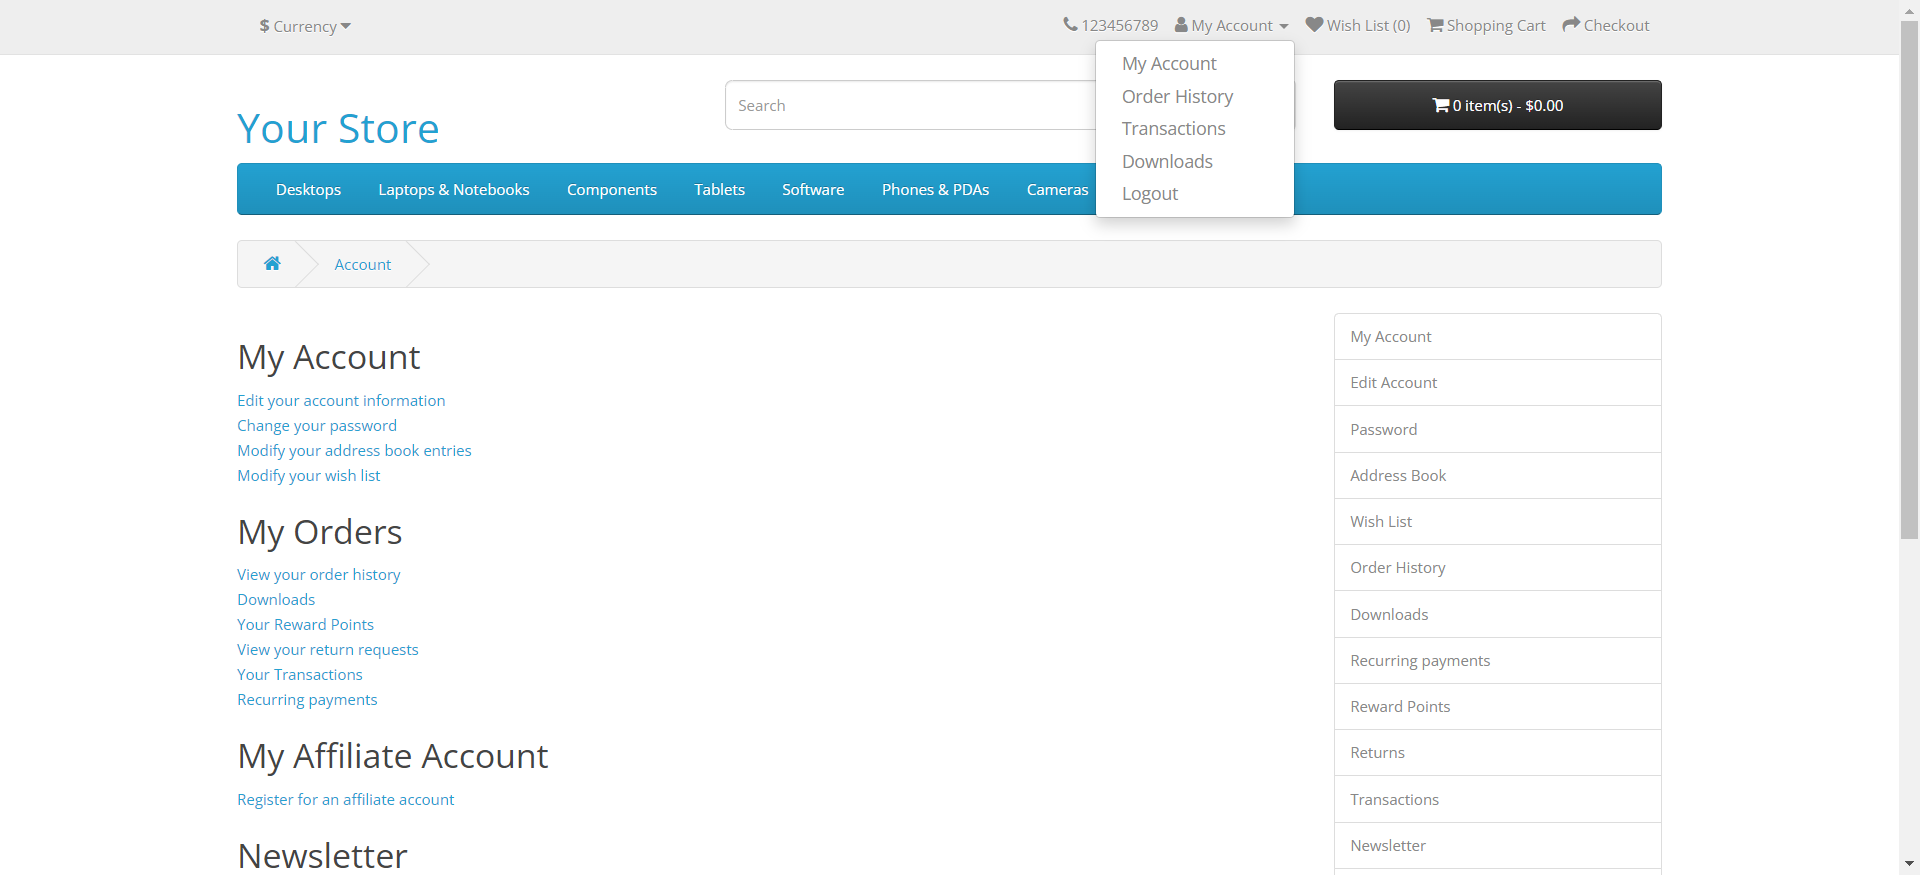 $ Currency
123456789 My Account Wish List (0) Shopping Cart Checkout
My Account
Order History
Transactions
Downloads
Logout
Your Store
Search
0 item(s) - $0.00
Desktops Laptops & Notebooks Components Tablets Software Phones & PDAs Cameras
Account
My Account
Edit your account information
Change your password
Modify your address book entries
Modify your wish list
My Orders
View your order history
Downloads
Your Reward Points
View your return requests
Your Transactions
Recurring payments
My Affiliate Account
Register for an affiliate account
Newsletter
My Account
Edit Account
Password
Address Book
Wish List
Order History
Downloads
Recurring payments
Reward Points
Returns
Transactions
Newsletter